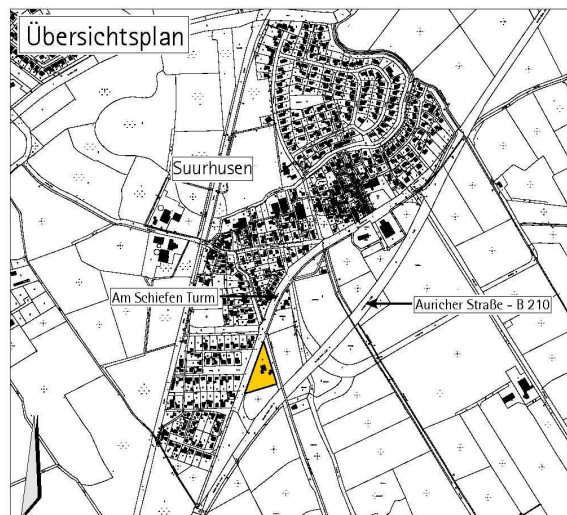 Übersichtsplan
Suurhusen
Am Schiefen Turm
Auricher Straße - B 210